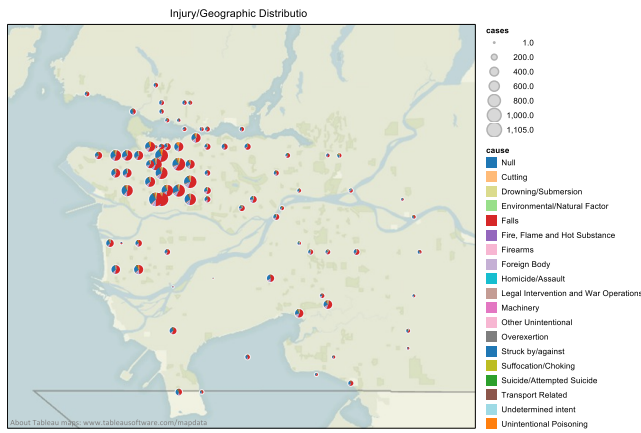 Injury/Geographic Distributio
cases
1.0
200.0
400.0
600.0
800.0
1,000.0
1,105.0
cause
Null
Cutting
Drowning/Submersion
Environmental/Natural Factor
Falls
Fire, Flame and Hot Substance
Firearms
Foreign Body
Homicide/Assault
Legal Intervention and War Operations
Machinery
Other Unintentional
Overexertion
Struck by/against
Suffocation/Choking
Suicide/Attempted Suicide
Transport Related
Undetermined intent
Unintentional Poisoning
About Tableau maps: www.tableausoftware.com/mapdata